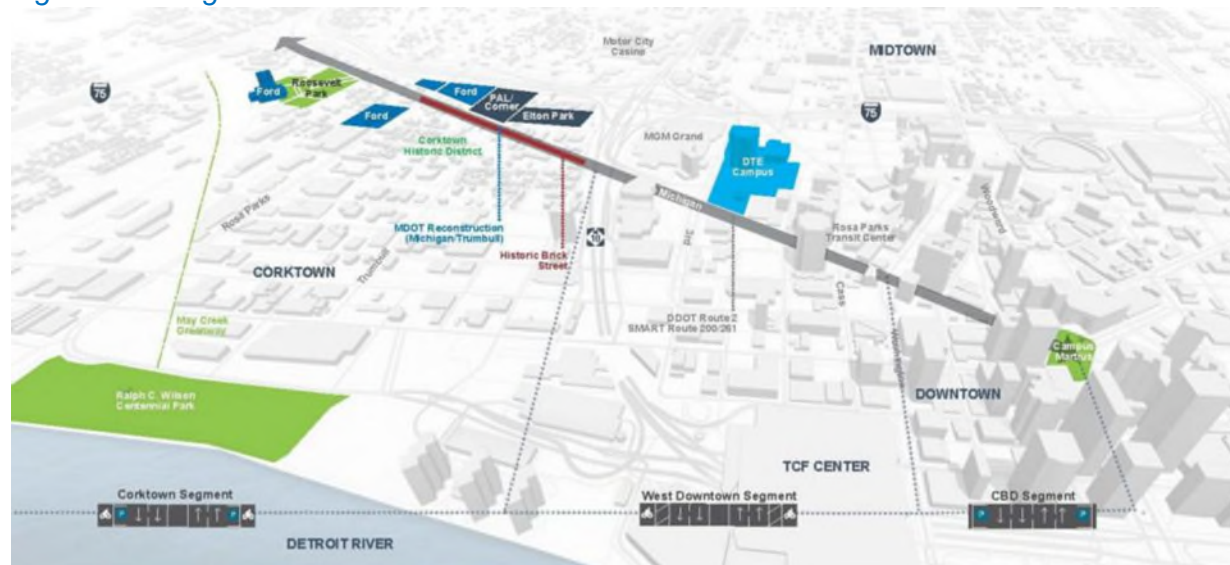 Motor City
Casino
MIDTOWN
75
Ford
Roosevelt
Park
Ford
Ford
PAL/
Corner
Elton Park
75
Corktown
Historic District
MGM Grand
DTE
Campus
Michigan
Woodward
Rosa Parks
MDOT Reconstruction
(Michigan/Trumbull)
Historic Brick
Street
10
3rd
Rosa Parks
Transit Center
CORKTOWN
Trumbull
Cass
May Creek
Greenway
DDOT Route 2
SMART Route 200/261
Washington
Campus
Martius
DOWNTOWN
Ralph C. Wilson
Centennial Park
TCF CENTER
Corktown Segment
P
P
West Downtown Segment
CBD Segment
P
P
DETROIT RIVER